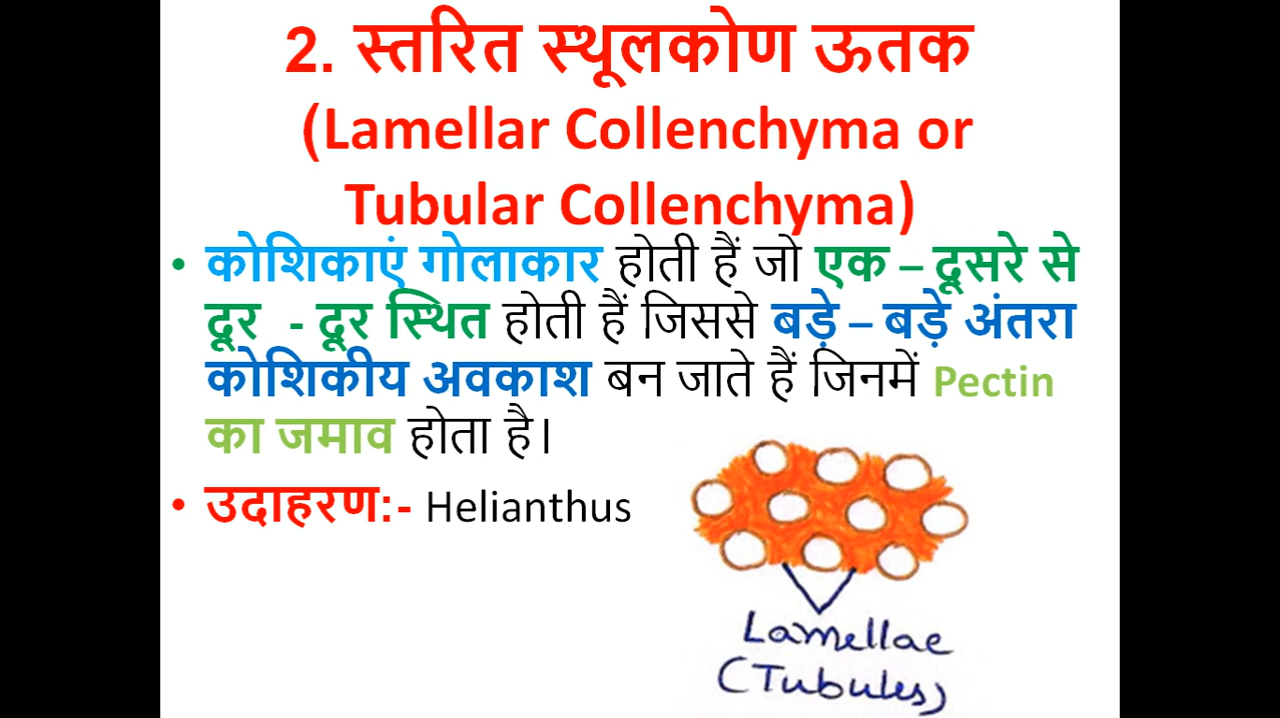 2. स्तरित स्थूलकोण ऊतक
(Lamellar Collenchyma or
Tubular Collenchyma)
• कोशिकाएं गोलाकार होती हैं जो एक – दूसरे से
दूर - दूर स्थित होती हैं जिससे बड़े – बड़े अंतरा
कोशिकीय अवकाश बन जाते हैं जिनमें Pectin
का जमाव होता है।
• उदाहरण:- Helianthus
Lamellae
(Tubules)